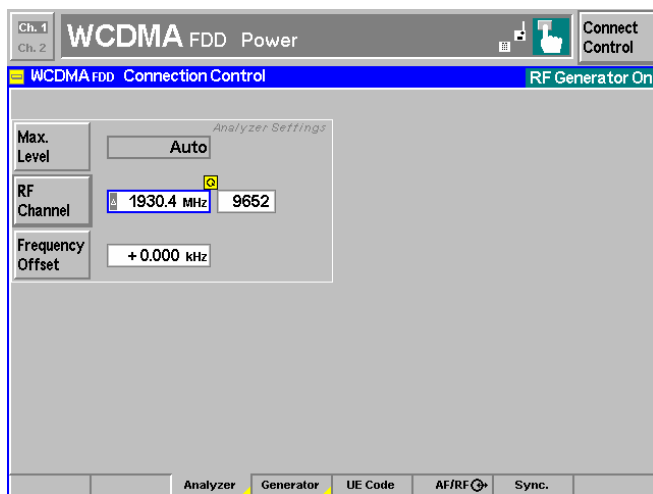 Ch. 1
Ch. 2
WCDMA FDD Power
Connect
Control
WCDMA FDD Connection Control
RF Generator On
Analyzer Settings
Max.
Level
Auto
RF
Channel
1930.4 MHz
9652
Frequency
Offset
+ 0.000 kHz
Analyzer
Generator
UE Code
AF/RF
Sync.